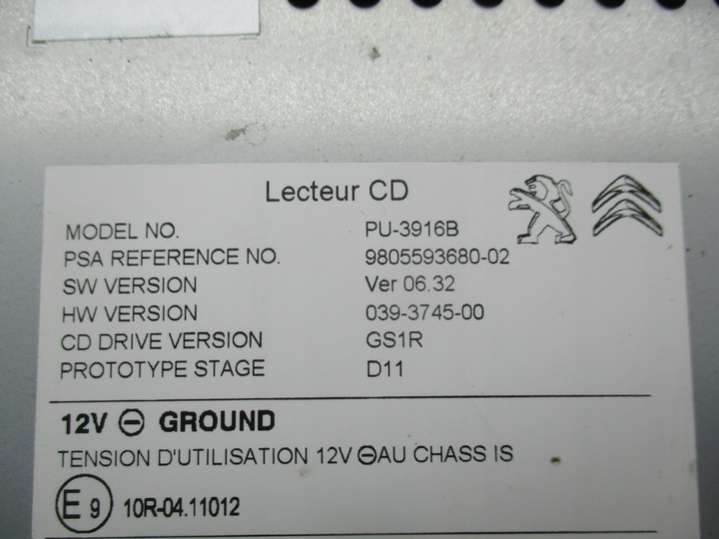 Lecteur CD
MODEL NO. PU-3916B
PSA REFERENCE NO. 9805593680-02
SW VERSION Ver 06.32
HW VERSION 039-3745-00
CD DRIVE VERSION GS1R
PROTOTYPE STAGE D11
12V ⊖ GROUND
TENSION D'UTILISATION 12V ⊖AU CHASS IS
E9 10R-04.11012